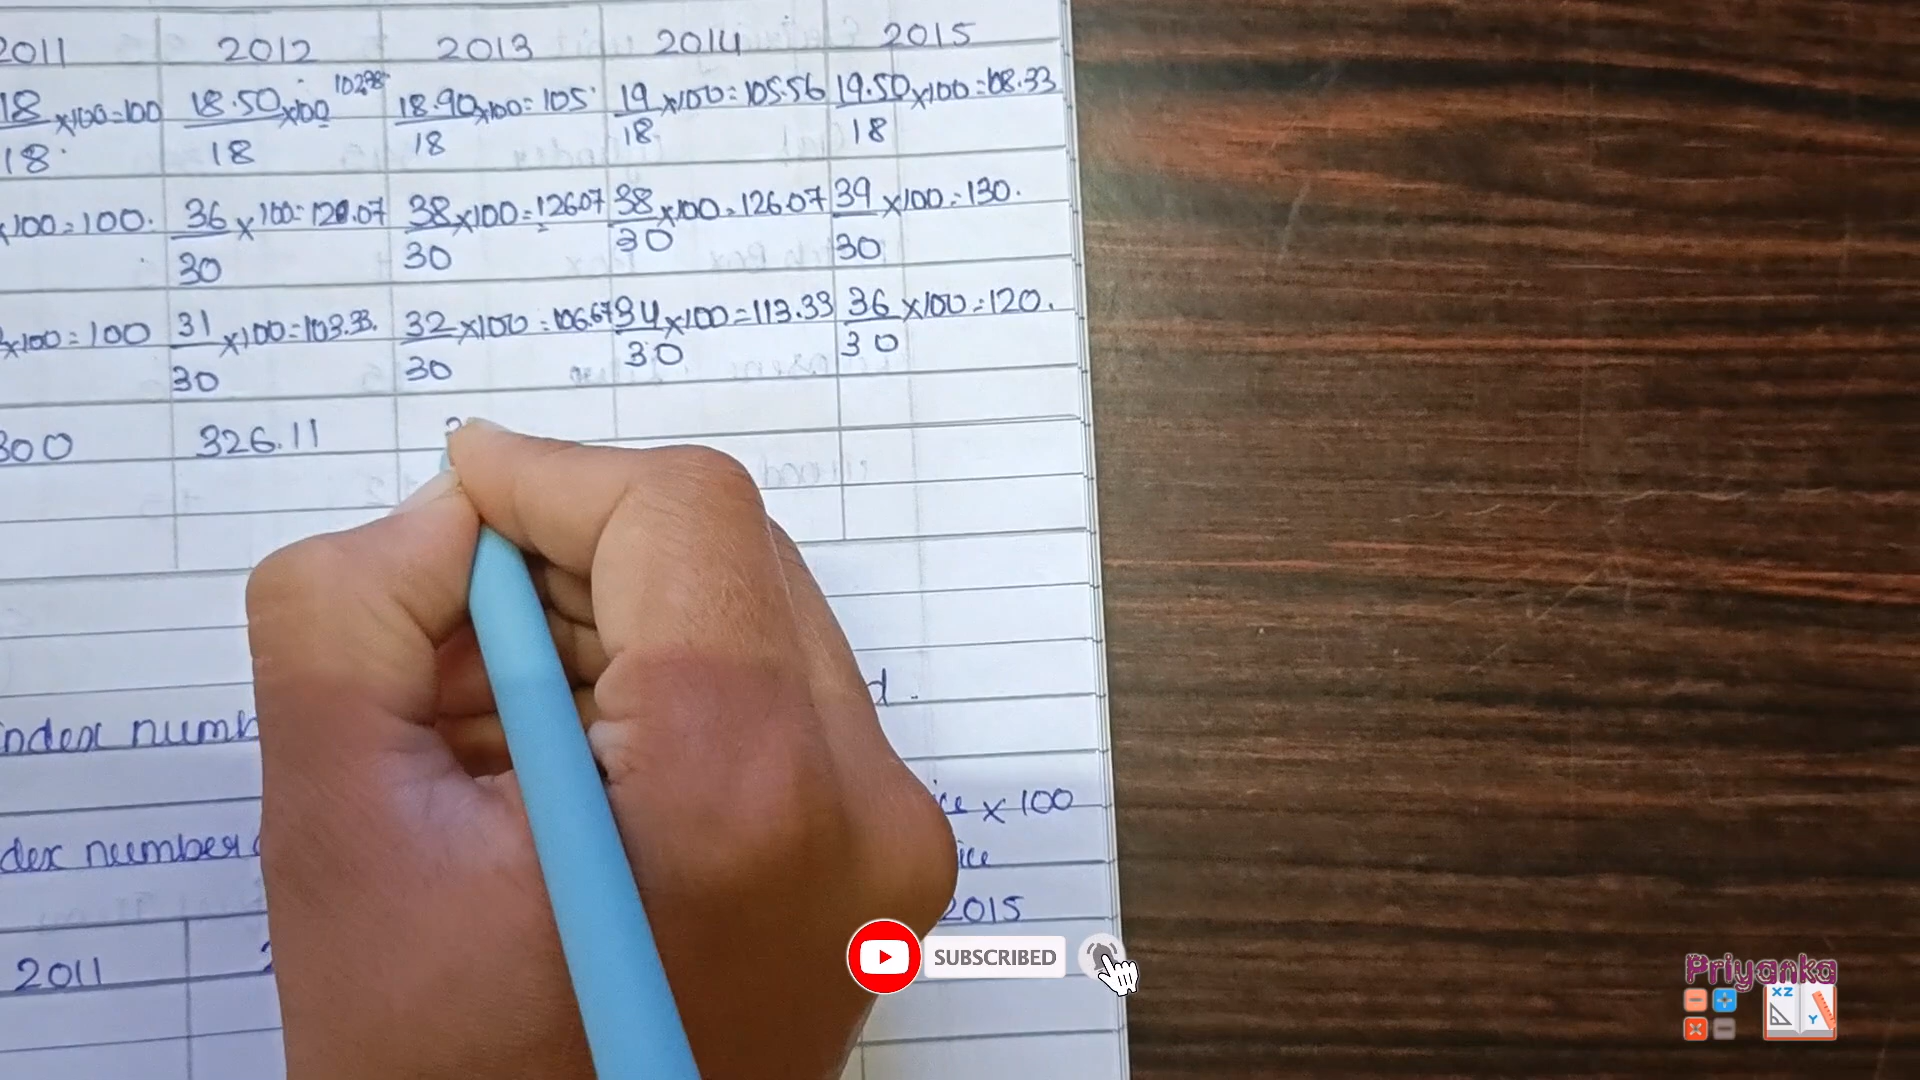 2011 2012 2013 2014 2015
18/18 x100=100 18.50/18 x100 102.78 18.90/18 x100=105 19/18 x100=105.56 19.50/18 x100=108.33
x100=100. 36/30 x100=120.07 38/30 x100=126.07 38/30 x100=126.07 39/30 x100=130.
x100=100 31/30 x100=103.33. 32/30 x100=106.67 34/30 x100=113.33 36/30 x100=120.
300 326.11
d.
index numb
x100
dex number
2015
2011
SUBSCRIBED
Priyanka
XZ
Y